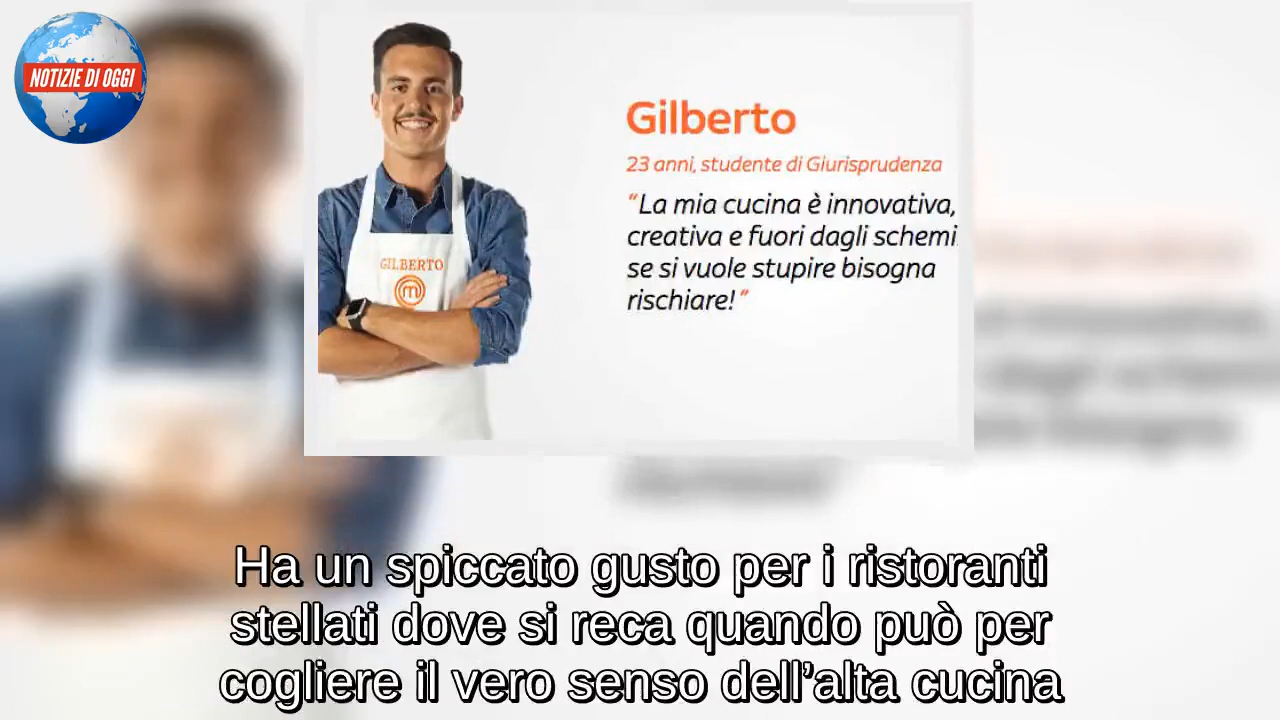 NOTIZIE DI OGGI
Gilberto
23 anni, studente di Giurisprudenza
“La mia cucina è innovativa,
creativa e fuori dagli schemi
se si vuole stupire bisogna
rischiare!”
GILBERTO
m
Ha un spiccato gusto per i ristoranti
stellati dove si reca quando può per
cogliere il vero senso dell’alta cucina